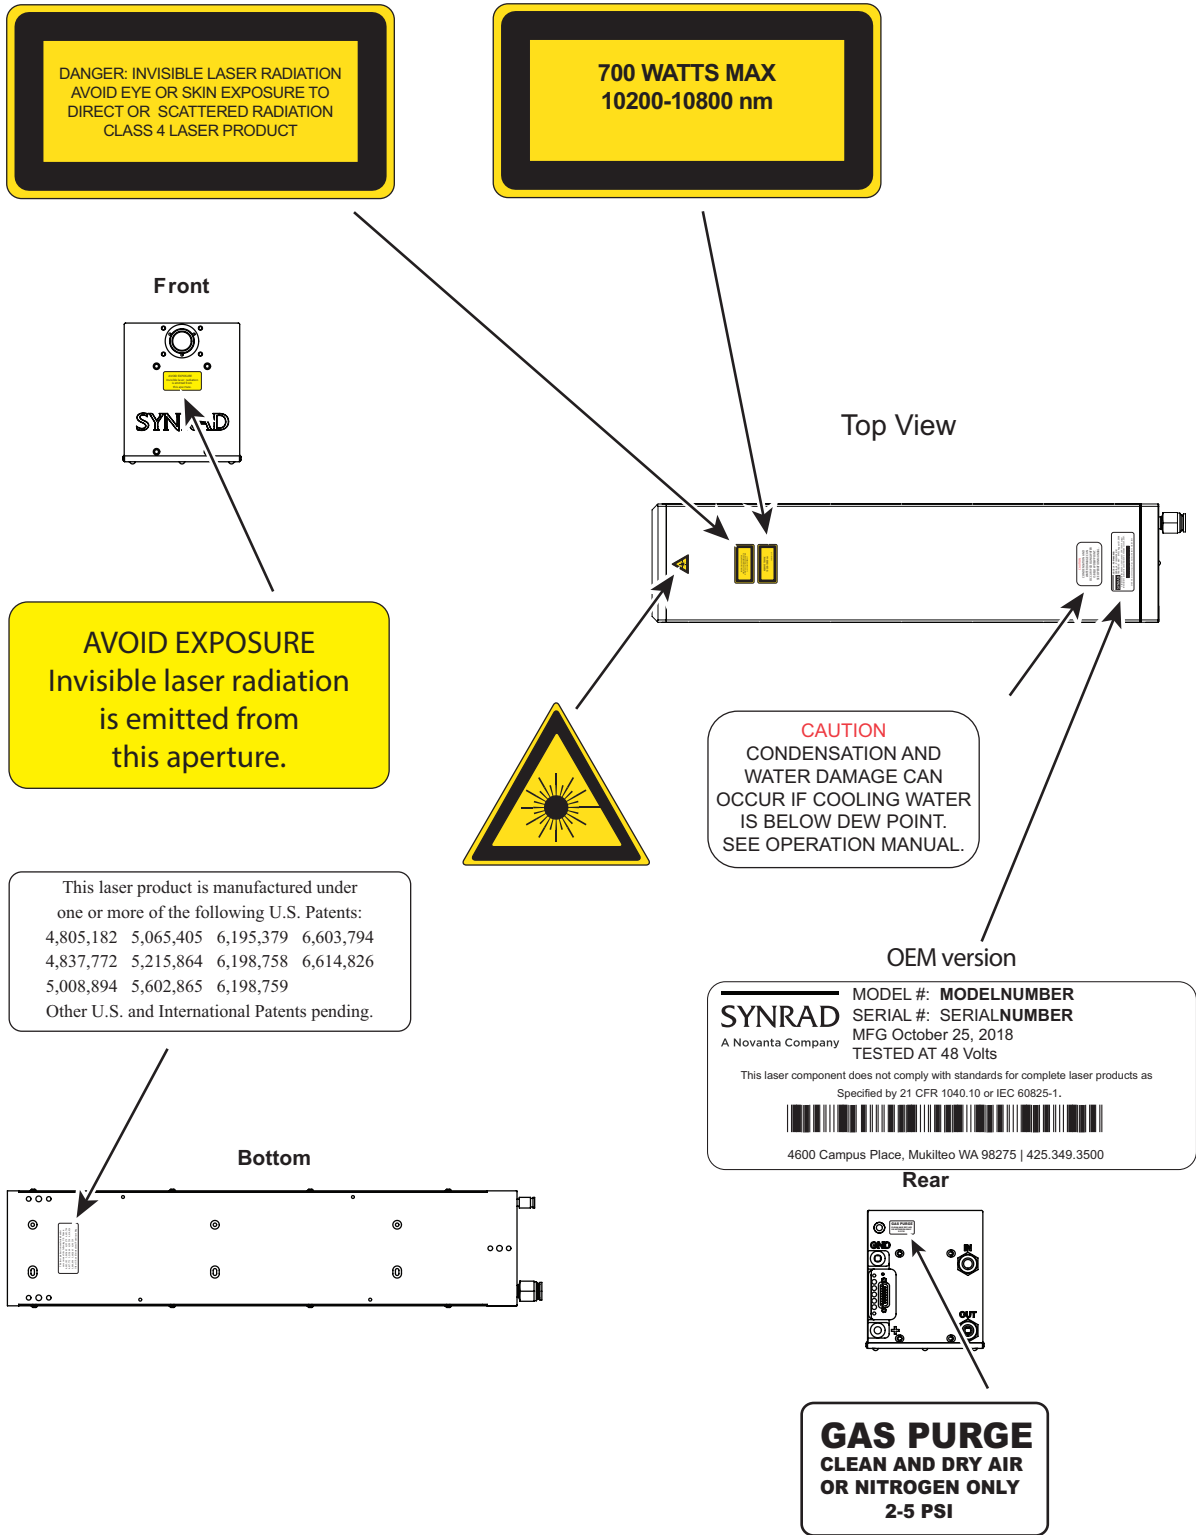 DANGER: INVISIBLE LASER RADIATION
AVOID EYE OR SKIN EXPOSURE TO
DIRECT OR SCATTERED RADIATION
CLASS 4 LASER PRODUCT
700 WATTS MAX
10200-10800 nm
Front
SYNRAD
Top View
AVOID EXPOSURE
Invisible laser radiation
is emitted from
this aperture.
CAUTION
CONDENSATION AND
WATER DAMAGE CAN
OCCUR IF COOLING WATER
IS BELOW DEW POINT.
SEE OPERATION MANUAL.
This laser product is manufactured under
one or more of the following U.S. Patents:
4,805,182 5,065,405 6,195,379 6,603,794
4,837,772 5,215,864 6,198,758 6,614,826
5,008,894 5,602,865 6,198,759
Other U.S. and International Patents pending.
OEM version
SYNRAD
A Novanta Company
MODEL #: MODELNUMBER
SERIAL #: SERIALNUMBER
MFG October 25, 2018
TESTED AT 48 Volts
This laser component does not comply with standards for complete laser products as
Specified by 21 CFR 1040.10 or IEC 60825-1.
4600 Campus Place, Mukilteo WA 98275 | 425.349.3500
Bottom
Rear
GAS PURGE
GND
IN
OUT
+
GAS PURGE
CLEAN AND DRY AIR
OR NITROGEN ONLY
2-5 PSI